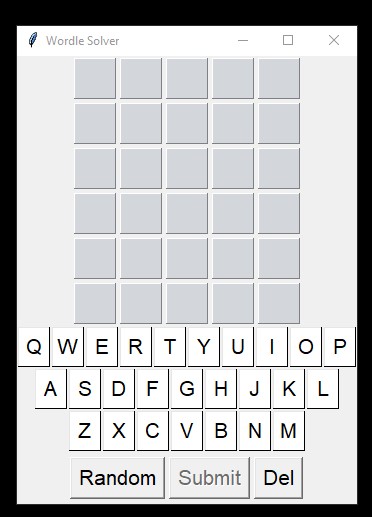 Wordle Solver
Q W E R T Y U I O P
A S D F G H J K L
Z X C V B N M
Random Submit Del